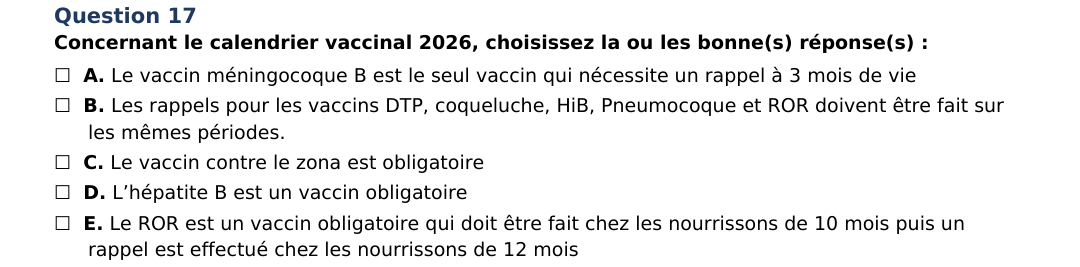 Question 17
Concernant le calendrier vaccinal 2026, choisissez la ou les bonne(s) réponse(s) :
☐ A. Le vaccin méningocoque B est le seul vaccin qui nécessite un rappel à 3 mois de vie
☐ B. Les rappels pour les vaccins DTP, coqueluche, HiB, Pneumocoque et ROR doivent être fait sur
les mêmes périodes.
☐ C. Le vaccin contre le zona est obligatoire
☐ D. L’hépatite B est un vaccin obligatoire
☐ E. Le ROR est un vaccin obligatoire qui doit être fait chez les nourrissons de 10 mois puis un
rappel est effectué chez les nourrissons de 12 mois